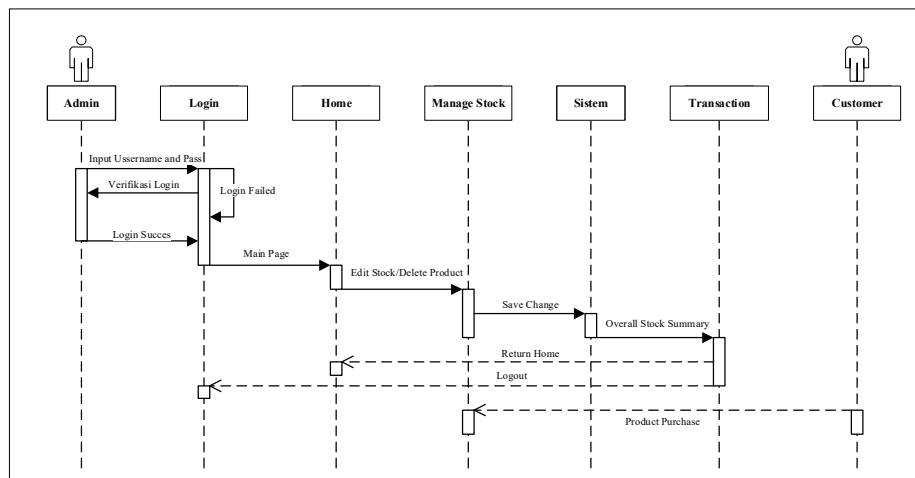 Admin
Login
Home
Manage Stock
Sistem
Transaction
Customer
Input Ussername and Pass
Verifikasi Login
Login Failed
Login Succes
Main Page
Edit Stock/Delete Product
Save Change
Overall Stock Summary
Return Home
Logout
Product Purchase